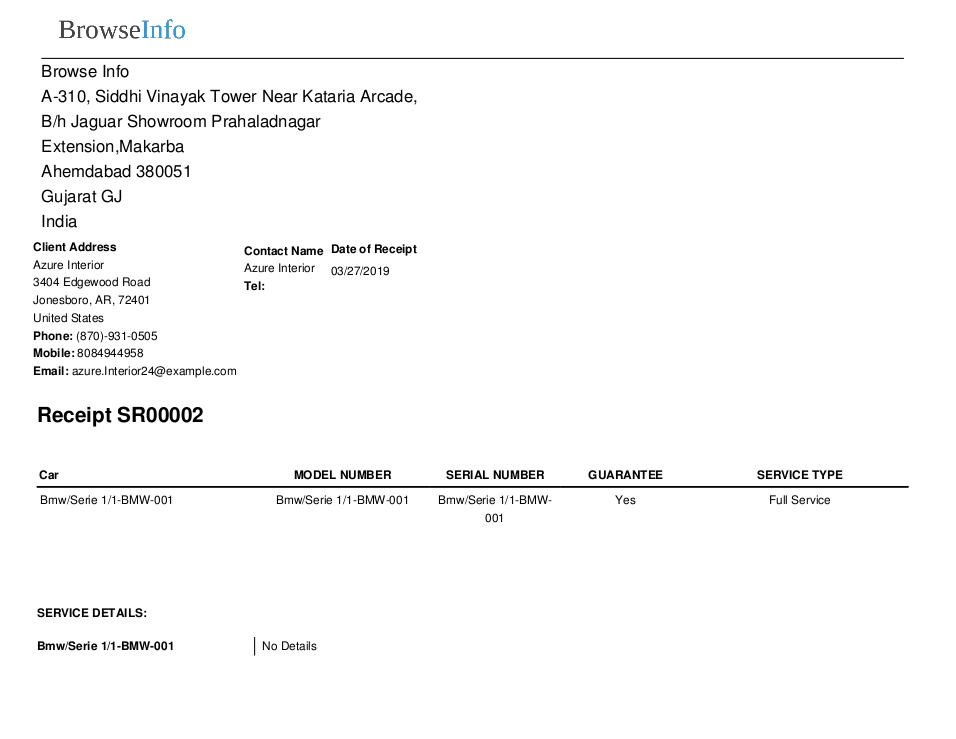 BrowseInfo
Browse Info
A-310, Siddhi Vinayak Tower Near Kataria Arcade,
B/h Jaguar Showroom Prahaladnagar
Extension,Makarba
Ahemdabad 380051
Gujarat GJ
India
Client Address
Azure Interior
3404 Edgewood Road
Jonesboro, AR, 72401
United States
Phone: (870)-931-0505
Mobile: 8084944958
Email: azure.Interior24@example.com
Contact Name
Azure Interior
Tel:
Date of Receipt
03/27/2019
Receipt SR00002
Car MODEL NUMBER SERIAL NUMBER GUARANTEE SERVICE TYPE
Bmw/Serie 1/1-BMW-001 Bmw/Serie 1/1-BMW-001 Bmw/Serie 1/1-BMW- Yes Full Service
001
SERVICE DETAILS:
Bmw/Serie 1/1-BMW-001 No Details